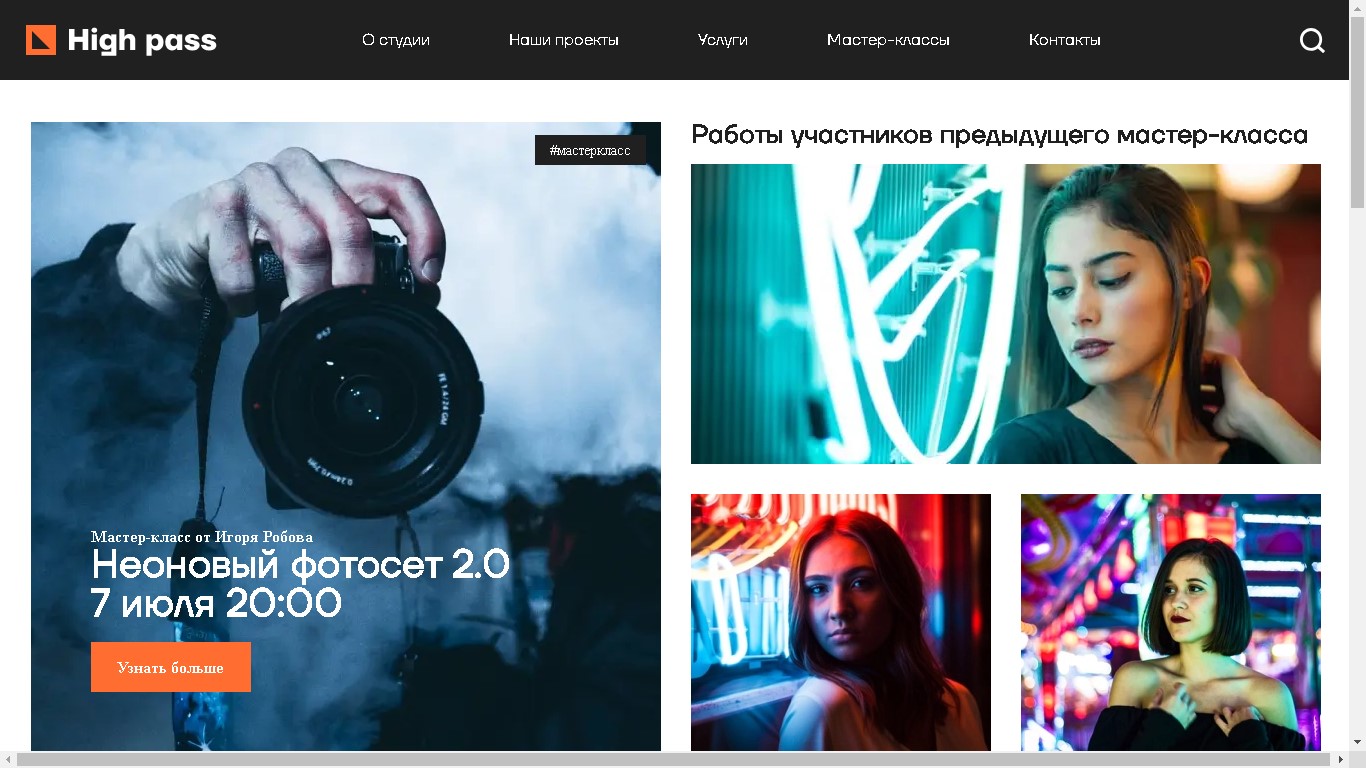 High pass
О студии
Наши проекты
Услуги
Мастер-классы
Контакты
#мастеркласс
Мастер-класс от Игоря Робова
Неоновый фотосет 2.0
7 июля 20:00
Узнать больше
Работы участников предыдущего мастер-класса